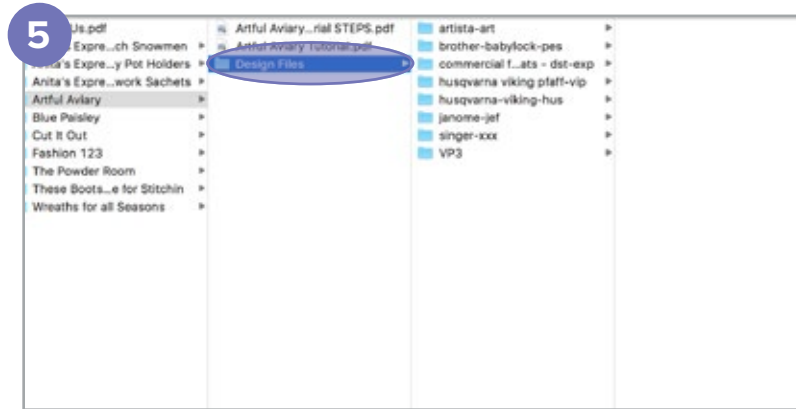 5
Us.pdf
Expre...ch Snowmen
Anita's Expre...y Pot Holders
Anita's Expre...work Sachets
Artful Aviary
Blue Paisley
Cut It Out
Fashion 123
The Powder Room
These Boots...e for Stitchin
Wreaths for all Seasons
Artful Aviary...rial STEPS.pdf
Artful Aviary Tutorial.pdf
Design Files
artista-art
brother-babylock-pes
commercial f...ats - dst-exp
husqvarna viking pfaff-vip
husqvarna-viking-hus
janome-jef
singer-xxx
VP3